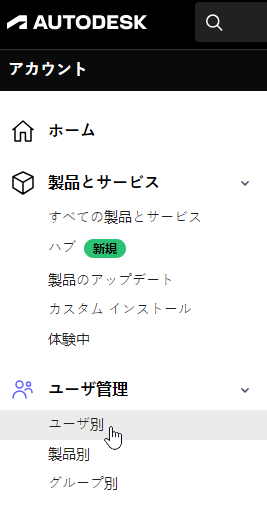 AUTODESK
アカウント
ホーム
製品とサービス
すべての製品とサービス
ハブ 新規
製品のアップデート
カスタム インストール
体験中
ユーザ管理
ユーザ別
製品別
グループ別